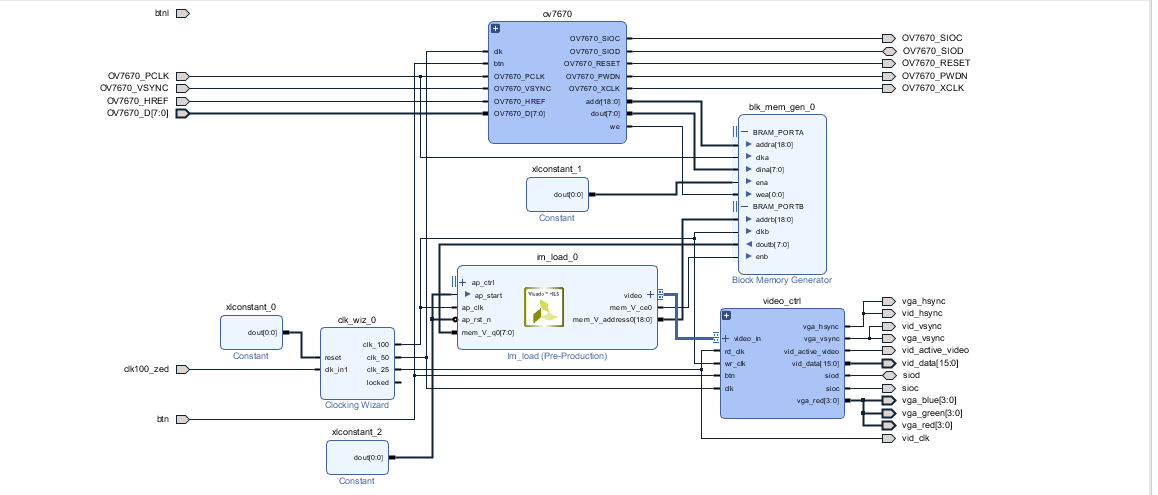 btnl
OV7670_PCLK
OV7670_VSYNC
OV7670_HREF
OV7670_D[7:0]
ov7670
clk
btn
OV7670_PCLK
OV7670_VSYNC
OV7670_HREF
OV7670_D[7:0]
OV7670_SIOC
OV7670_SIOD
OV7670_RESET
OV7670_PWDN
OV7670_XCLK
addr[18:0]
dout[7:0]
we
OV7670_SIOC
OV7670_SIOD
OV7670_RESET
OV7670_PWDN
OV7670_XCLK
blk_mem_gen_0
BRAM_PORTA
addra[18:0]
clka
dina[7:0]
ena
wea[0:0]
BRAM_PORTB
addrb[18:0]
clkb
doutb[7:0]
enb
Block Memory Generator
xlconstant_1
dout[0:0]
Constant
im_load_0
ap_ctrl
ap_start
ap_clk
ap_rst_n
mem_V_q0[7:0]
Vivado™ HLS
video
mem_V_ce0
mem_V_address0[18:0]
Im_load (Pre-Production)
xlconstant_0
dout[0:0]
Constant
clk_wiz_0
reset
clk_in1
clk_100
clk_50
clk_25
locked
Clocking Wizard
clk100_zed
btn
xlconstant_2
dout[0:0]
Constant
video_ctrl
video_in
rd_clk
wr_clk
btn
clk
vga_hsync
vga_vsync
vid_active_video
vid_data[15:0]
siod
sioc
vga_red[3:0]
vga_hsync
vid_hsync
vid_vsync
vga_vsync
vid_active_video
vid_data[15:0]
siod
sioc
vga_blue[3:0]
vga_green[3:0]
vga_red[3:0]
vid_clk